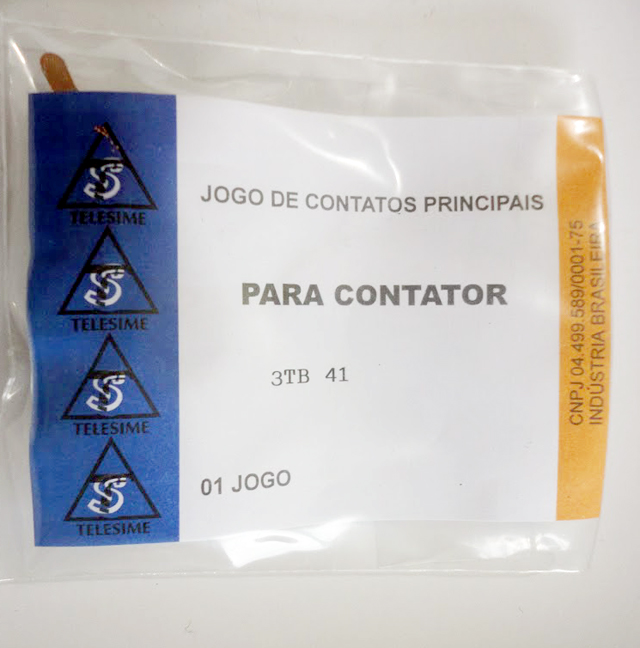 TELESIME
TELESIME
TELESIME
TELESIME
JOGO DE CONTATOS PRINCIPAIS
PARA CONTATOR
3TB 41
01 JOGO
CNPJ 04.499.589/0001-75
INDÚSTRIA BRASILEIRA